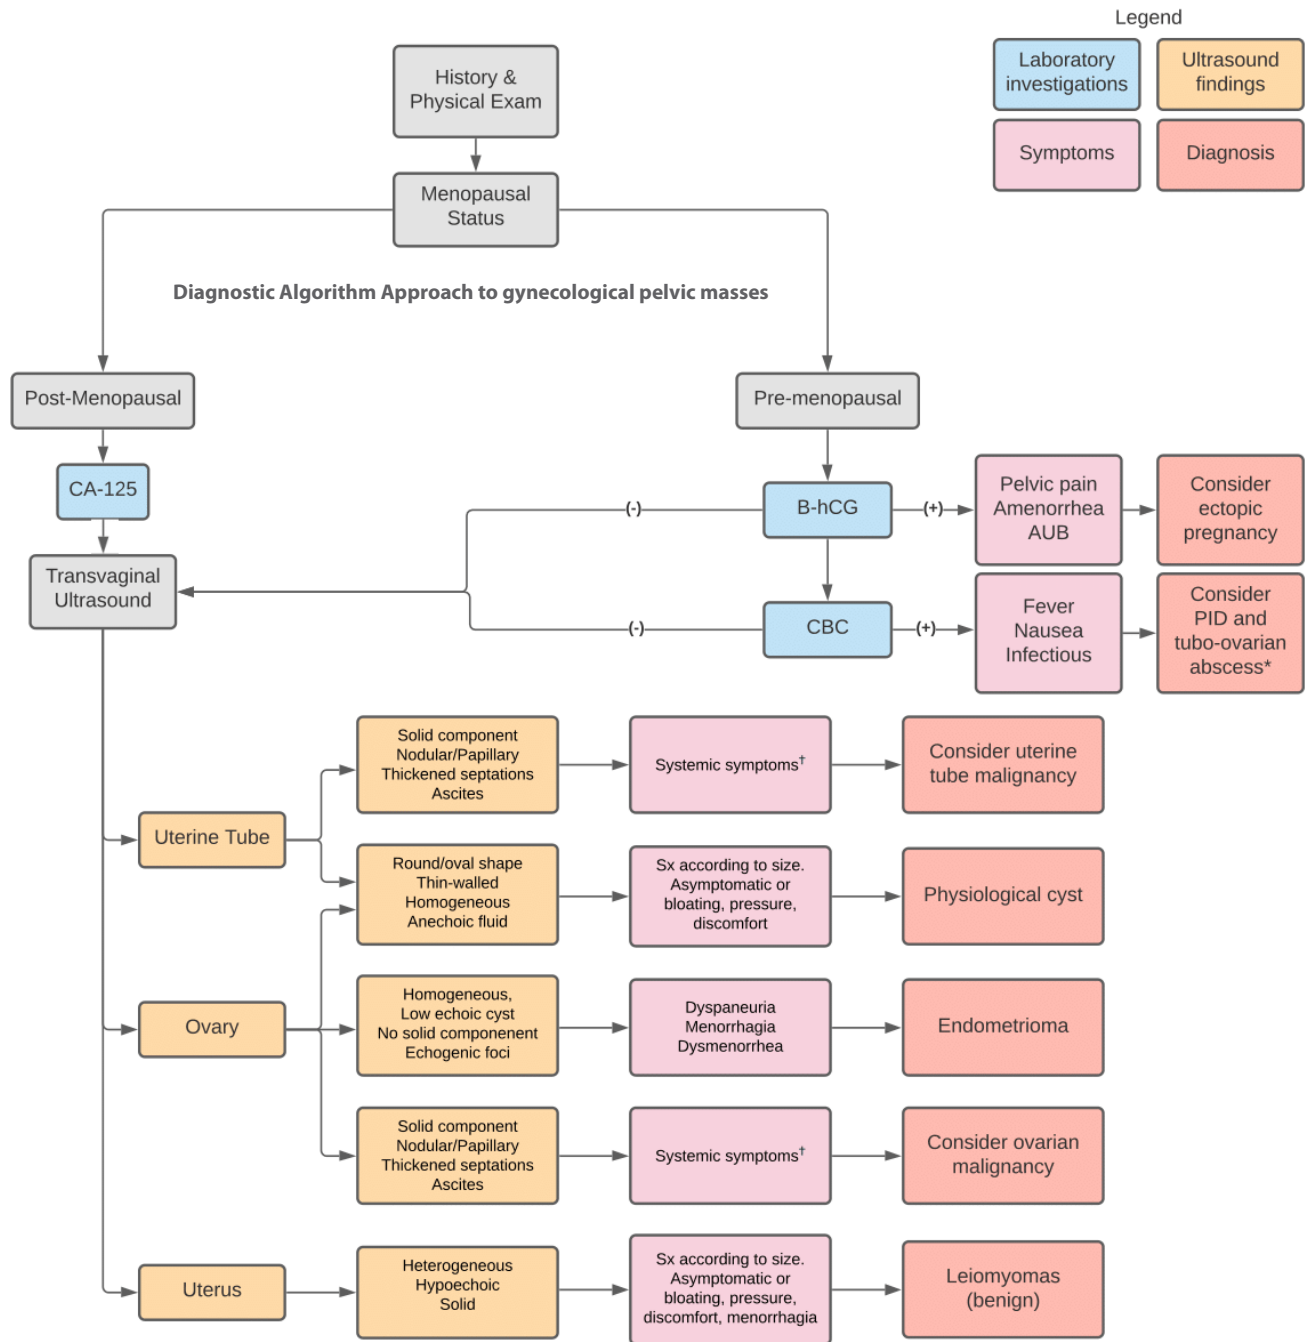 Legend
Laboratory
investigations
Ultrasound
findings
Symptoms
Diagnosis
History &
Physical Exam
Menopausal
Status
Diagnostic Algorithm Approach to gynecological pelvic masses
Post-Menopausal
Pre-menopausal
CA-125
B-hCG
(-)
(+)
Pelvic pain
Amenorrhea
AUB
Consider
ectopic
pregnancy
Transvaginal
Ultrasound
CBC
(-)
(+)
Fever
Nausea
Infectious
Consider
PID and
tubo-ovarian
abscess*
Uterine Tube
Solid component
Nodular/Papillary
Thickened septations
Ascites
Systemic symptoms†
Consider uterine
tube malignancy
Round/oval shape
Thin-walled
Homogeneous
Anechoic fluid
Sx according to size.
Asymptomatic or
bloating, pressure,
discomfort
Physiological cyst
Ovary
Homogeneous,
Low echoic cyst
No solid componenent
Echogenic foci
Dyspaneuria
Menorrhagia
Dysmenorrhea
Endometrioma
Solid component
Nodular/Papillary
Thickened septations
Ascites
Systemic symptoms†
Consider ovarian
malignancy
Uterus
Heterogeneous
Hypoechoic
Solid
Sx according to size.
Asymptomatic or
bloating, pressure,
discomfort, menorrhagia
Leiomyomas
(benign)